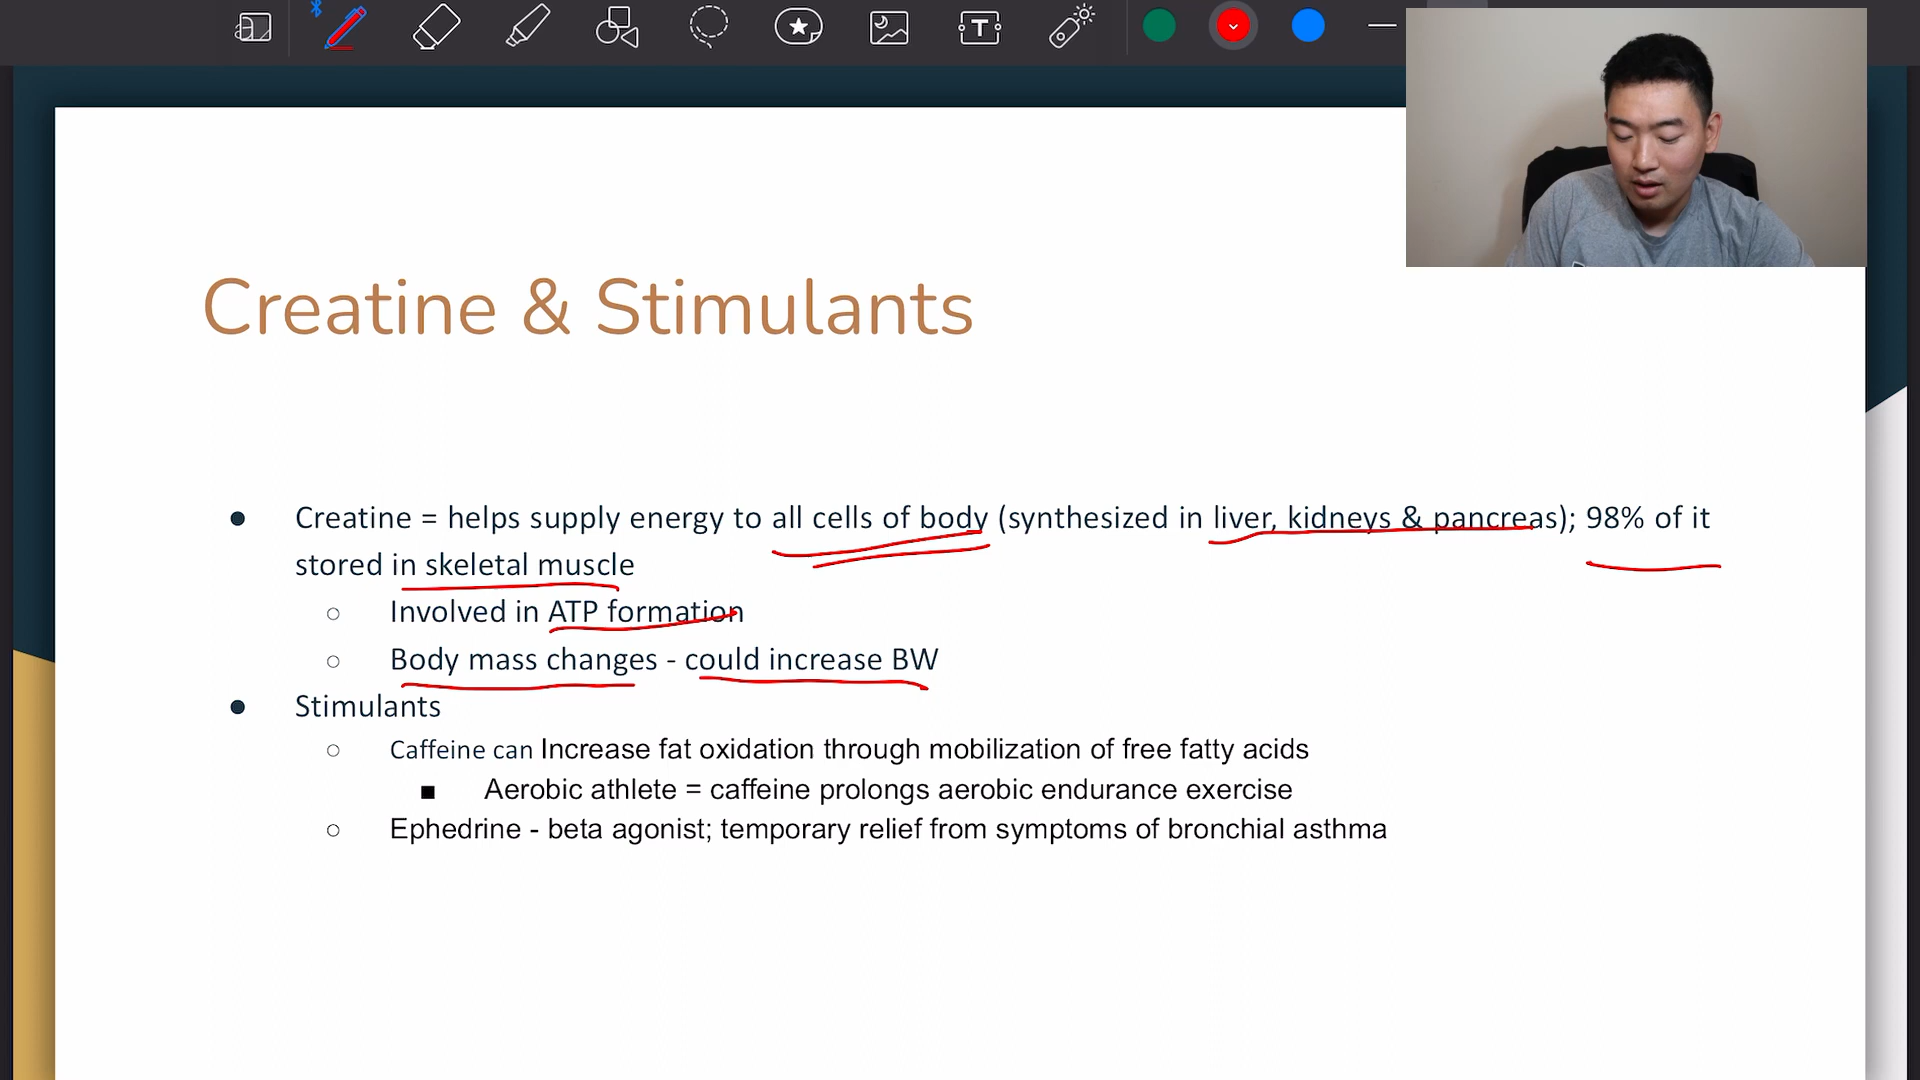 Creatine & Stimulants
● Creatine = helps supply energy to all cells of body (synthesized in liver, kidneys & pancreas); 98% of it
stored in skeletal muscle
○ Involved in ATP formation
○ Body mass changes - could increase BW
● Stimulants
○ Caffeine can Increase fat oxidation through mobilization of free fatty acids
■ Aerobic athlete = caffeine prolongs aerobic endurance exercise
○ Ephedrine - beta agonist; temporary relief from symptoms of bronchial asthma